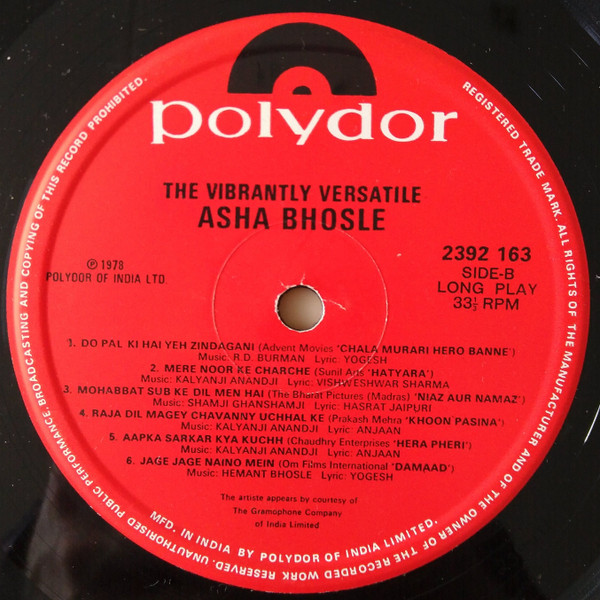 polydor
THE VIBRANTLY VERSATILE
ASHA BHOSLE
℗ 1978
POLYDOR OF INDIA LTD.
2392 163
SIDE-B
LONG PLAY
33⅓ RPM
1. DO PAL KI HAI YEH ZINDAGANI (Advent Movies 'CHALA MURARI HERO BANNE')
Music: R.D. BURMAN Lyric: YOGESH
2. MERE NOOR KE CHARCHE (Sunil Arts 'HATYARA')
Music: KALYANJI ANANDJI Lyric: VISHWESHWAR SHARMA
3. MOHABBAT SUB KE DIL MEN HAI (The Bharat Pictures (Madras) 'NIAZ AUR NAMAZ')
Music: SHAMJI GHANSHAMJI Lyric: HASRAT JAIPURI
4. RAJA DIL MAGEY CHAVANNY UCHHAL KE (Prakash Mehra 'KHOON PASINA')
Music: KALYANJI ANANDJI Lyric: ANJAAN
5. AAPKA SARKAR KYA KUCHH (Chaudhry Enterprises 'HERA PHERI')
Music: KALYANJI ANANDJI Lyric: ANJAAN
6. JAGE JAGE NAINO MEIN (Om Films International 'DAMAAD')
Music: HEMANT BHOSLE Lyric: YOGESH
The artiste appears by courtesy of
The Gramophone Company
of India Limited
MFD. IN INDIA BY POLYDOR OF INDIA LIMITED.
REGISTERED TRADE MARK. ALL RIGHTS OF THE MANUFACTURER AND OF THE OWNER OF THE RECORDED WORK RESERVED. UNAUTHORISED PUBLIC PERFORMANCE, BROADCASTING AND COPYING OF THIS RECORD PROHIBITED.